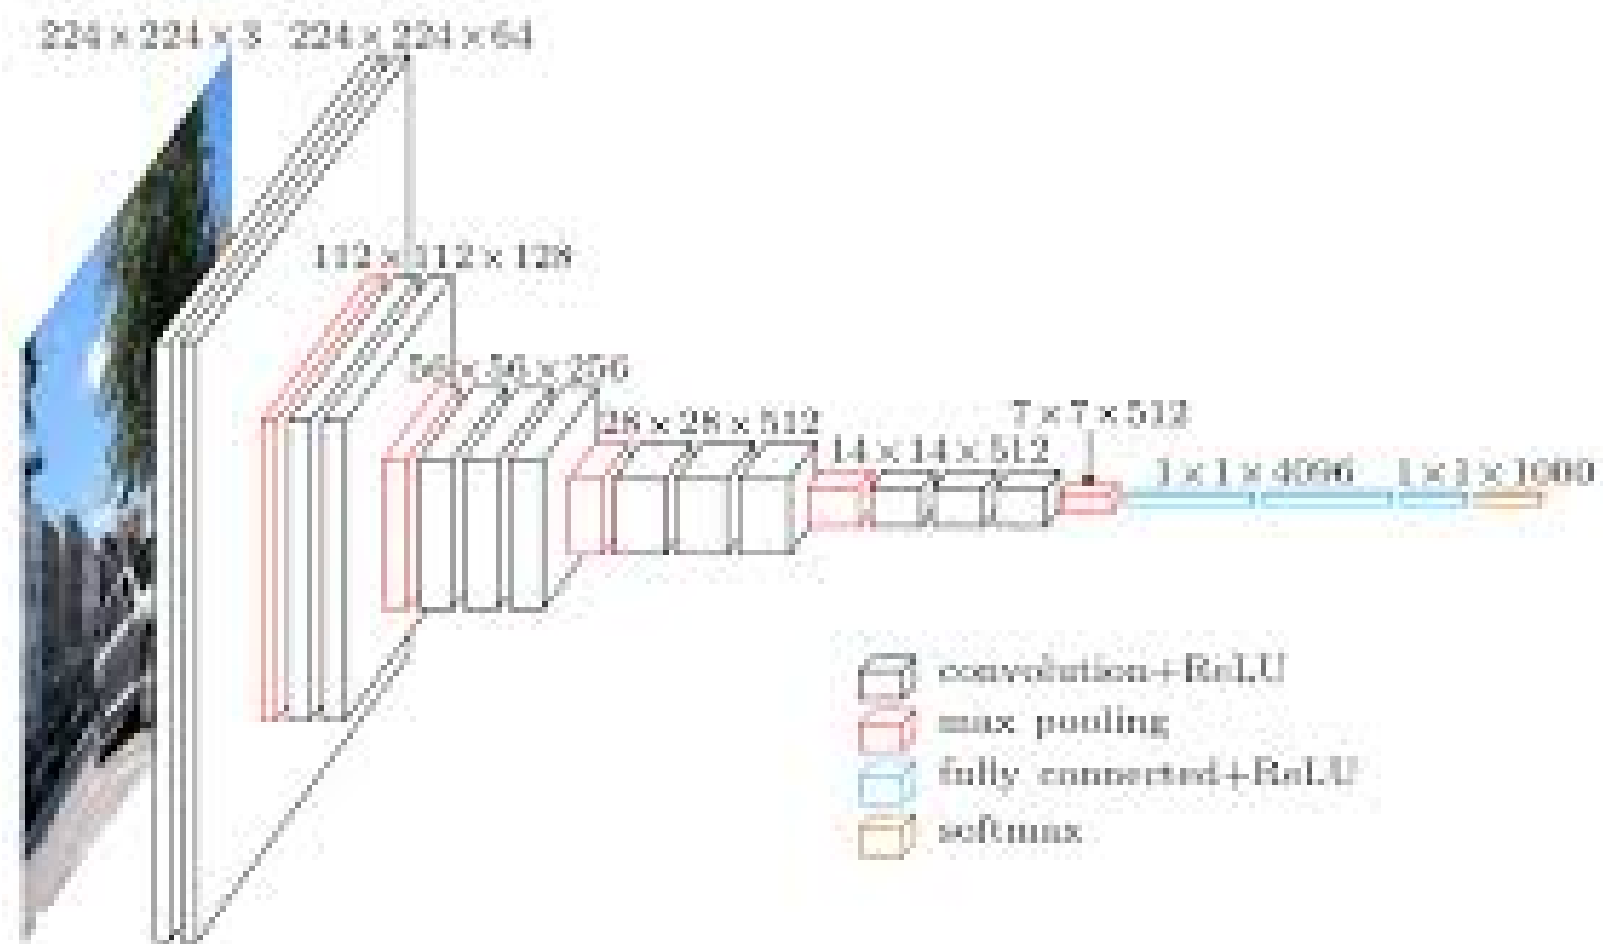 224 × 224 × 3
224 × 224 × 64
112 × 112 × 128
56 × 56 × 256
28 × 28 × 512
14 × 14 × 512
7 × 7 × 512
1 × 1 × 4096
1 × 1 × 1000
convolution+ReLU
max pooling
fully connected+ReLU
softmax